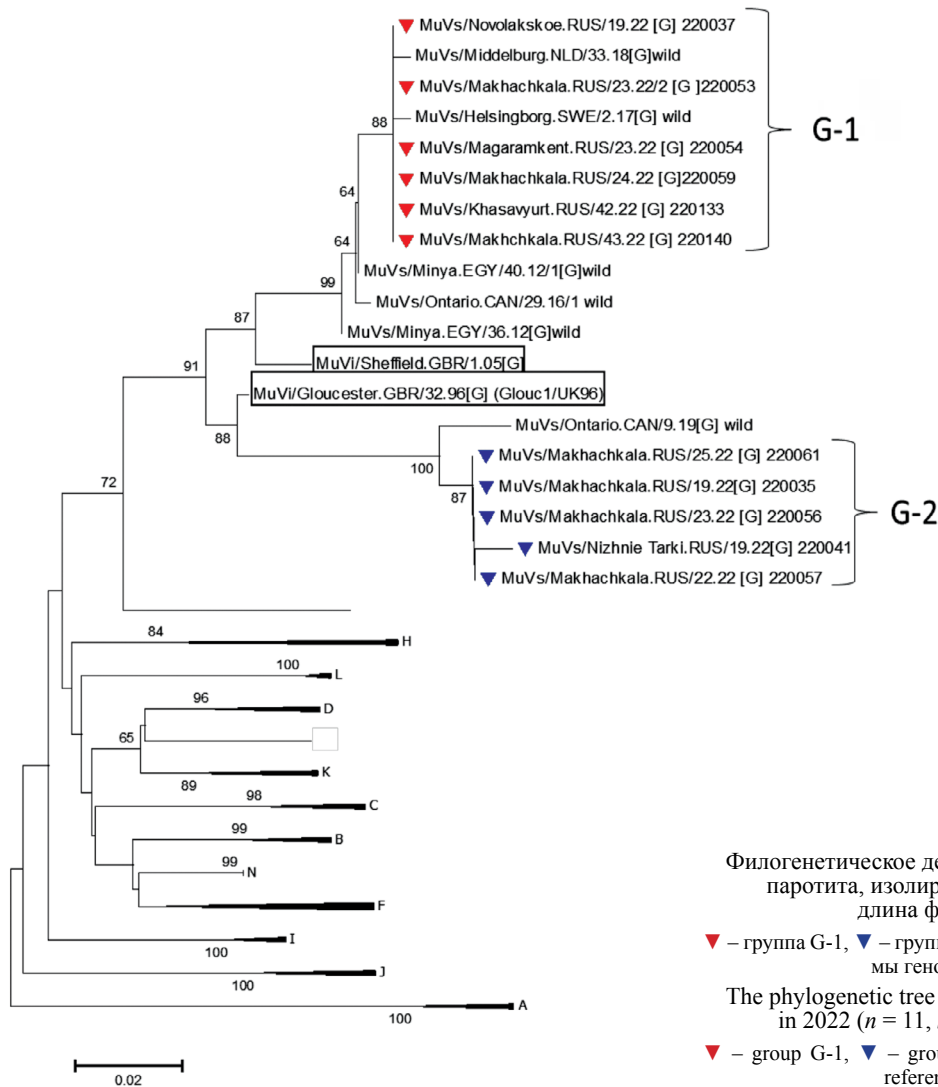 MuVs/Novolakskoe.RUS/19.22 [G] 220037
MuVs/Middelburg.NLD/33.18[G]wild
MuVs/Makhachkala.RUS/23.22/2 [G ]220053
MuVs/Helsingborg.SWE/2.17[G] wild
MuVs/Magaramkent.RUS/23.22 [G] 220054
MuVs/Makhachkala.RUS/24.22 [G]220059
MuVs/Khasavyurt.RUS/42.22 [G] 220133
MuVs/Makhchkala.RUS/43.22 [G] 220140
G-1
88
64
64
MuVs/Minya.EGY/40.12/1[G]wild
99
MuVs/Ontario.CAN/29.16/1 wild
87
MuVs/Minya.EGY/36.12[G]wild
91
MuVi/Sheffield.GBR/1.05[G]
MuVi/Gloucester.GBR/32.96[G] (Glouc1/UK96)
88
MuVs/Ontario.CAN/9.19[G] wild
100
MuVs/Makhachkala.RUS/25.22 [G] 220061
72
87
MuVs/Makhachkala.RUS/19.22[G] 220035
MuVs/Makhachkala.RUS/23.22 [G] 220056
MuVs/Nizhnie Tarki.RUS/19.22[G] 220041
MuVs/Makhachkala.RUS/22.22 [G] 220057
G-2
84
H
100
L
96
D
65
K
89
98
C
99
B
99
N
F
I
100
J
100
A
100
0.02
Филогенетическое де
паротита, изолир
длина ф
– группа G-1, – групп
мы гено
The phylogenetic tree
in 2022 (n = 11,
– group G-1, – grou
referen